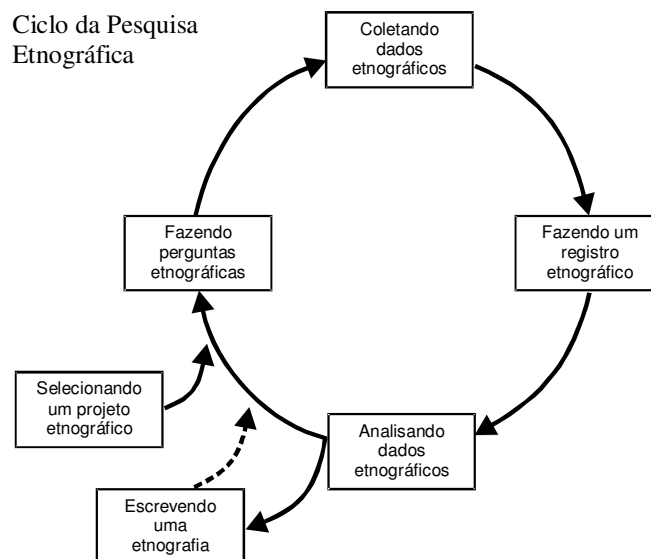 Ciclo da Pesquisa
Etnográfica
Coletando
dados
etnográficos
Fazendo um
registro
etnográfico
Analisando
dados
etnográficos
Fazendo
perguntas
etnográficas
Selecionando
um projeto
etnográfico
Escrevendo
uma
etnografia